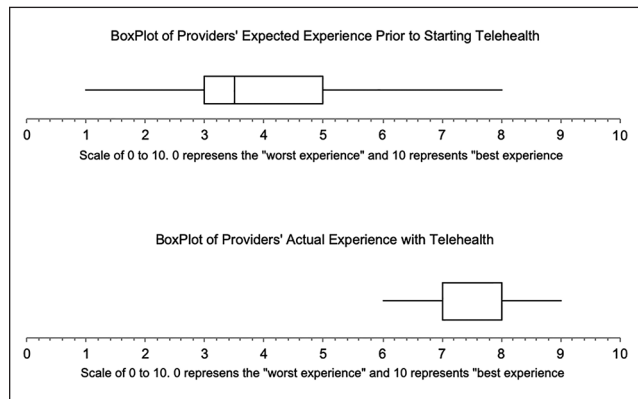 BoxPlot of Providers' Expected Experience Prior to Starting Telehealth
0 1 2 3 4 5 6 7 8 9 10
Scale of 0 to 10. 0 represens the "worst experience" and 10 represents "best experience
BoxPlot of Providers' Actual Experience with Telehealth
0 1 2 3 4 5 6 7 8 9 10
Scale of 0 to 10. 0 represens the "worst experience" and 10 represents "best experience